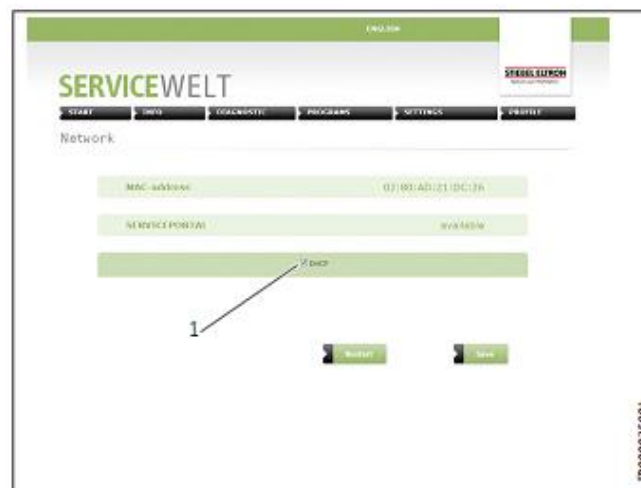 ENGLISH
STIEBEL ELTRON
SERVICEWELT
START INFO DIAGNOSTIC PROGRAMS SETTINGS PROFILE
Network
MAC-address 02:80:AD:21:DC:26
SERVICEPORTAL available
DHCP
1
Restart Save